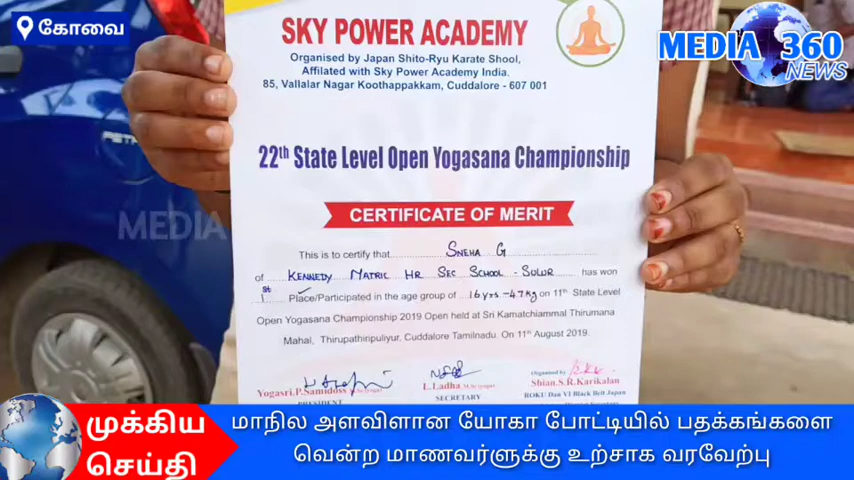 கோவை
MEDIA 360
NEWS
SKY POWER ACADEMY
Organised by Japan Shito-Ryu Karate Shool,
Affilated with Sky Power Academy India.
85, Vallalar Nagar Koothappakkam, Cuddalore - 607 001
22th State Level Open Yogasana Championship
CERTIFICATE OF MERIT
This is to certify that SNEHA G
of KENNEDY MATRIC HR SEC SCHOOL - SULUR has won
1st Place/Participated in the age group of 16 yrs - 47kg on 11th State Level
Open Yogasana Championship 2019 Open held at Sri Kamatchiammal Thirumana
Mahal, Thirupathiripuliyur, Cuddalore Tamilnadu. On 11th August 2019.
Yogasri.P.Samidoss
PRESIDENT
L.Ladha
SECRETARY
Organised by
Shian.S.R.Karikalan
ROKU Dan VI Black Belt Japan
MEDIA
முக்கிய
செய்தி
மாநில அளவிளான யோகா போட்டியில் பதக்கங்களை
வென்ற மாணவர்ளுக்கு உற்சாக வரவேற்பு